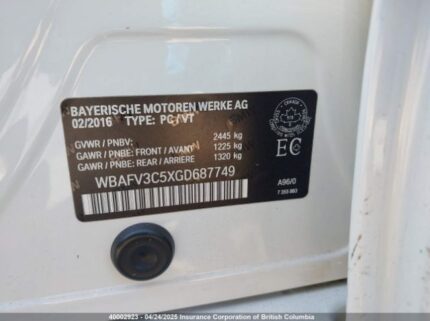 BAYERISCHE MOTOREN WERKE AG
02/2016 TYPE: PC / VT
GVWR / PNBV: 2445 kg
GAWR / PNBE: FRONT / AVANT 1225 kg
GAWR / PNBE: REAR / ARRIERE 1320 kg
WBAFV3C5XGD687749
CANADA
EC
A96/0
40002923 - 04/24/2025 Insurance Corporation of British Columbia